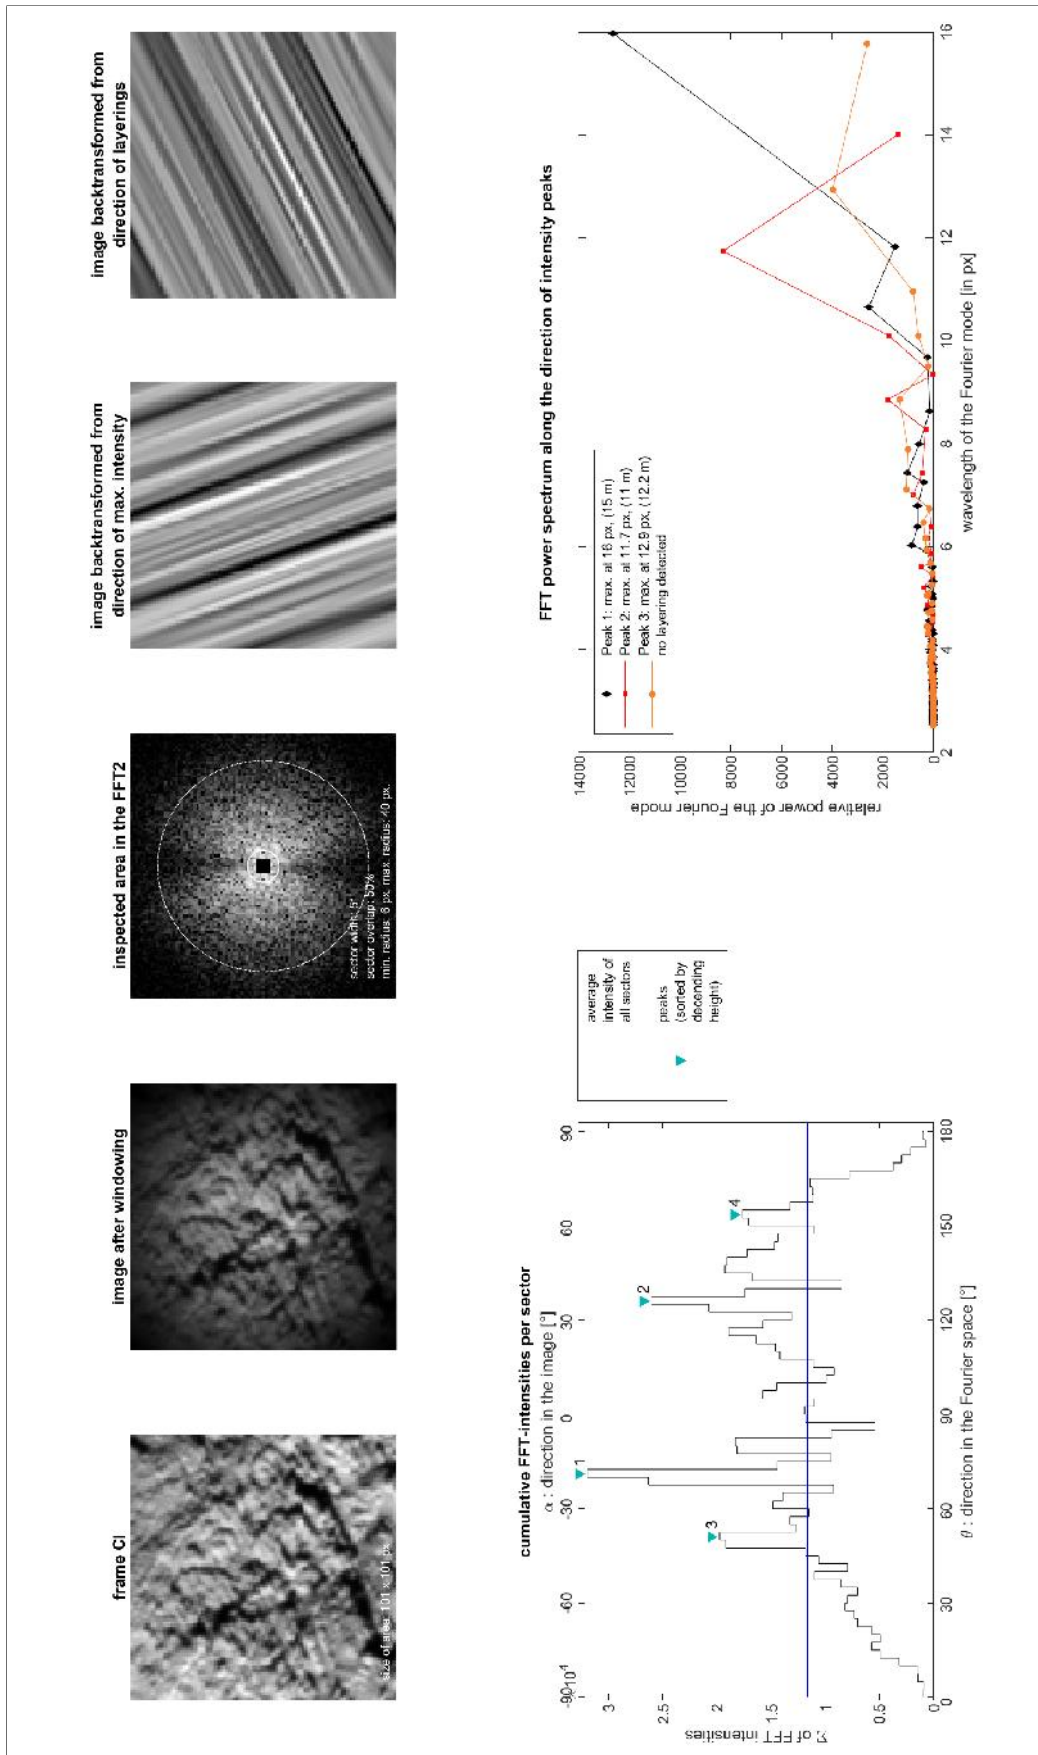 frame CI
size of area: 101 x 101 px
image after windowing
inspected area in the FFT2
sector width: 5°
sector overlap: 50%
min. radius: 6 px, max. radius: 40 px.
image backtransformed from
direction of max. intensity
image backtransformed from
direction of layerings
cumulative FFT-intensities per sector
α : direction in the image [°]
-90 -60 -30 0 30 60 90
10⁴
Σ of FFT intensities
0 0.5 1 1.5 2 2.5 3
3
1
2
4
0 30 60 90 120 150 180
θ : direction in the Fourier space [°]
average
intensity of
all sectors
peaks
(sorted by
decending
height)
FFT power spectrum along the direction of intensity peaks
relative power of the Fourier mode
0 2000 4000 6000 8000 10000 12000 14000
Peak 1: max. at 16 px, (15 m)
Peak 2: max. at 11.7 px, (11 m)
Peak 3: max. at 12.9 px, (12.2 m)
no layering detected
2 4 6 8 10 12 14 16
wavelength of the Fourier mode [in px]